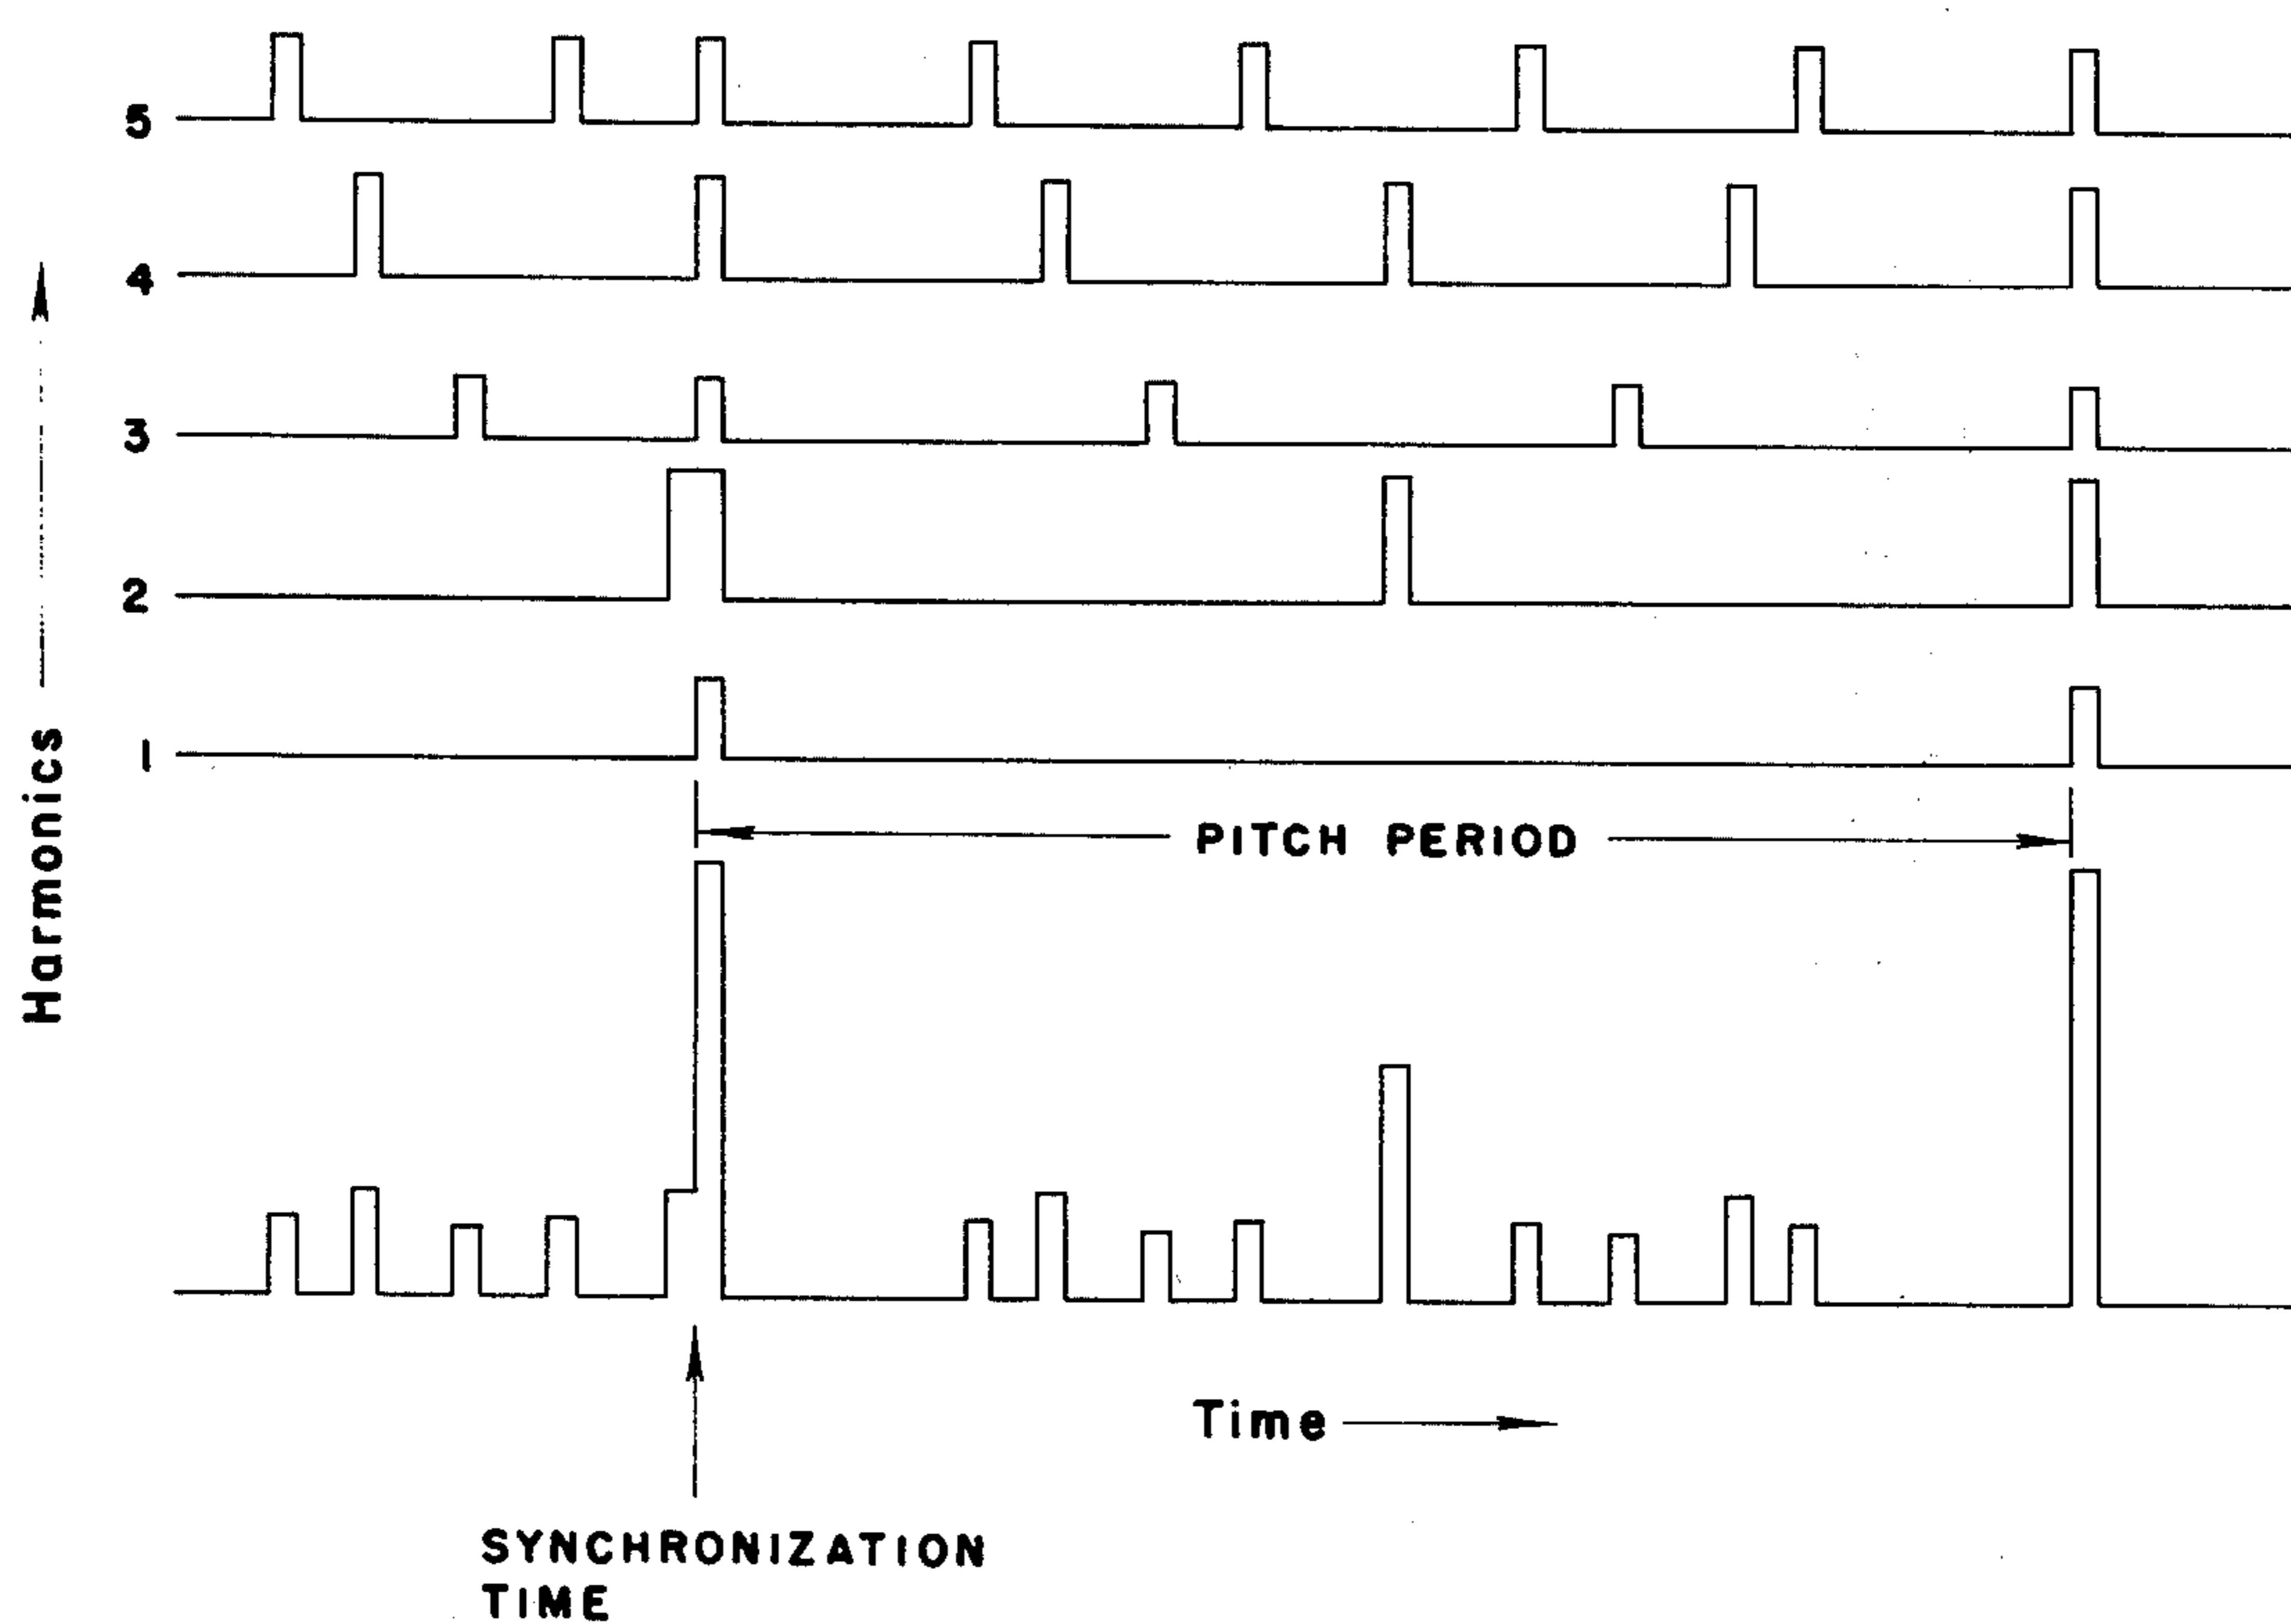 5
4
3
2
1
Harmonics
PITCH PERIOD
Time
SYNCHRONIZATION
TIME